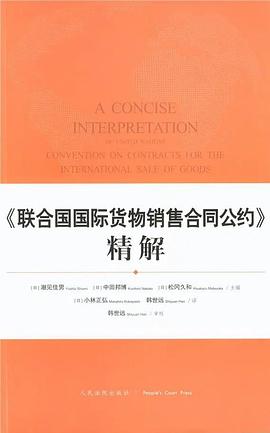 A CONCISE
INTERPRETATION
OF UNITED NATIONS
CONVENTION ON CONTRACTS FOR THE
INTERNATIONAL SALE OF GOODS
《联合国国际货物销售合同公约》
精解
［日］潮见佳男 Yoshio Shiomi ［日］中田邦博 Kunihiro Nakata ［日］松冈久和 Hisakazu Matsuoka / 主编
［日］小林正弘 Masahiro Kobayashi 韩世远 Shiyuan Han / 译
韩世远 Shiyuan Han / 审校
人民法院出版社 People's Court Press